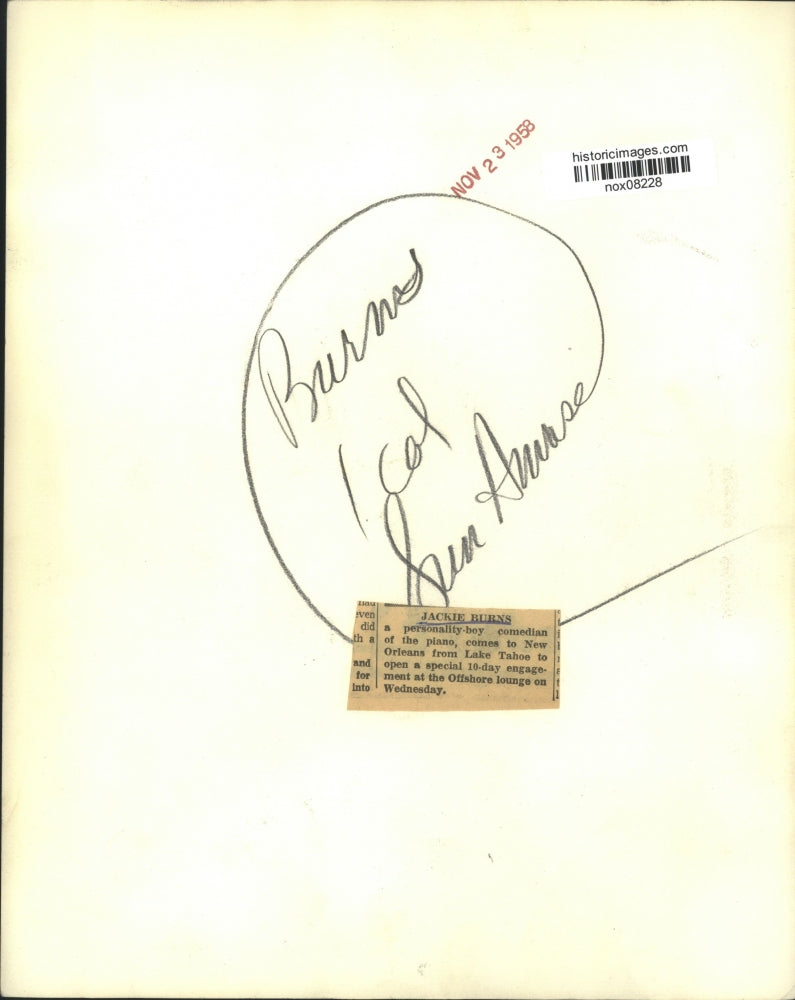 NOV 23 1958
historicimages.com
nox08228
Burns
1 col
Sun Amuse
had
even
did
th a
and
for
into
JACKIE BURNS
a personality-boy comedian
of the piano, comes to New
Orleans from Lake Tahoe to
open a special 10-day engage-
ment at the Offshore lounge on
Wednesday.